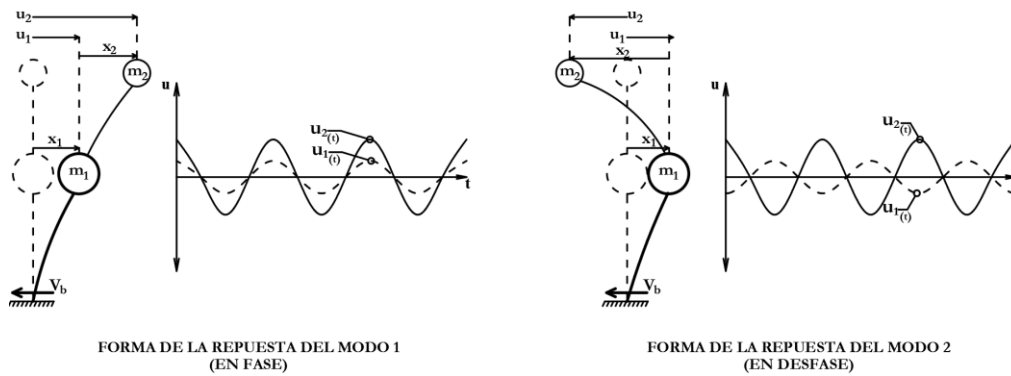 u2
u1
x2
m2
x1
m1
Vb
u
u2(t)
u1(t)
t
FORMA DE LA REPUESTA DEL MODO 1
(EN FASE)
u2
u1
x2
m2
x1
m1
Vb
u
u2(t)
u1(t)
FORMA DE LA REPUESTA DEL MODO 2
(EN DESFASE)